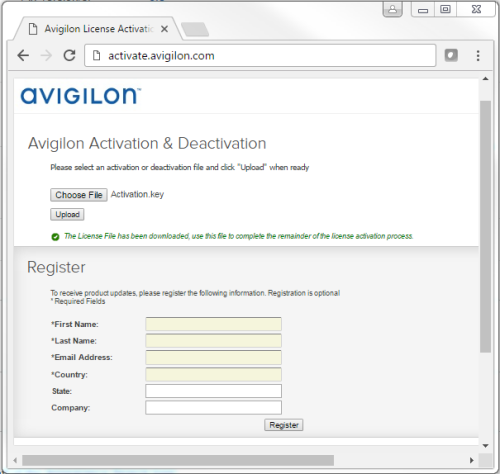 Avigilon License Activatio
activate.avigilon.com
avigilon™
Avigilon Activation & Deactivation
Please select an activation or deactivation file and click "Upload" when ready
Choose File Activation.key
Upload
The License File has been downloaded, use this file to complete the remainder of the license activation process.
Register
To receive product updates, please register the following information. Registration is optional
* Required Fields
*First Name:
*Last Name:
*Email Address:
*Country:
State:
Company:
Register